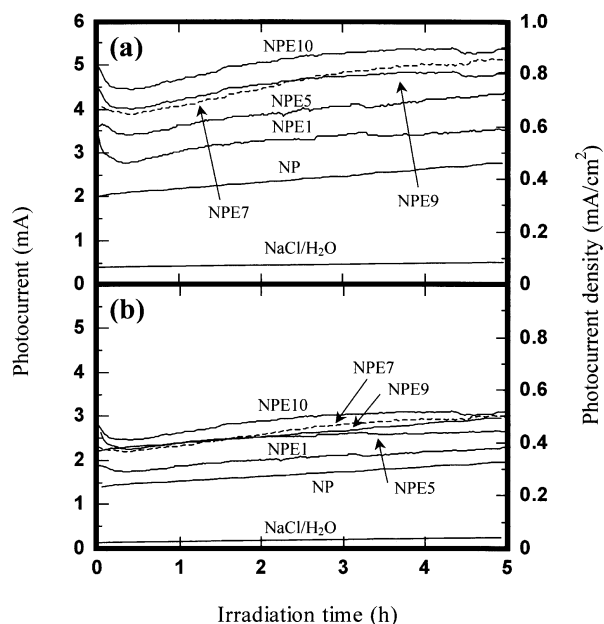 6
1.0
(a)
NPE10
5
0.8
4
NPE5
0.6
NPE1
3
NP
0.4
NPE7
NPE9
2
1
NaCl/H2O
0.2
0
0
Photocurrent (mA)
Photocurrent density (mA/cm²)
(b)
5
0.8
4
NPE7
0.6
NPE9
3
NPE10
0.4
2
NPE1
NP
NPE5
0.2
1
NaCl/H2O
0
0
0
1
2
3
4
5
Irradiation time (h)